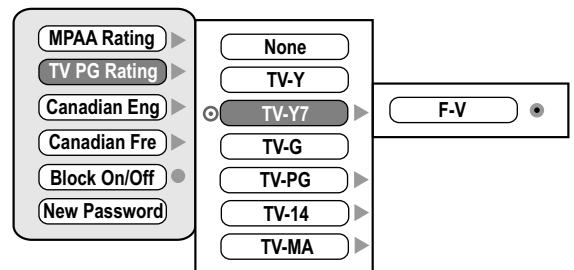 MPAA Rating
TV PG Rating
Canadian Eng
Canadian Fre
Block On/Off
New Password
None
TV-Y
TV-Y7
TV-G
TV-PG
TV-14
TV-MA
F-V